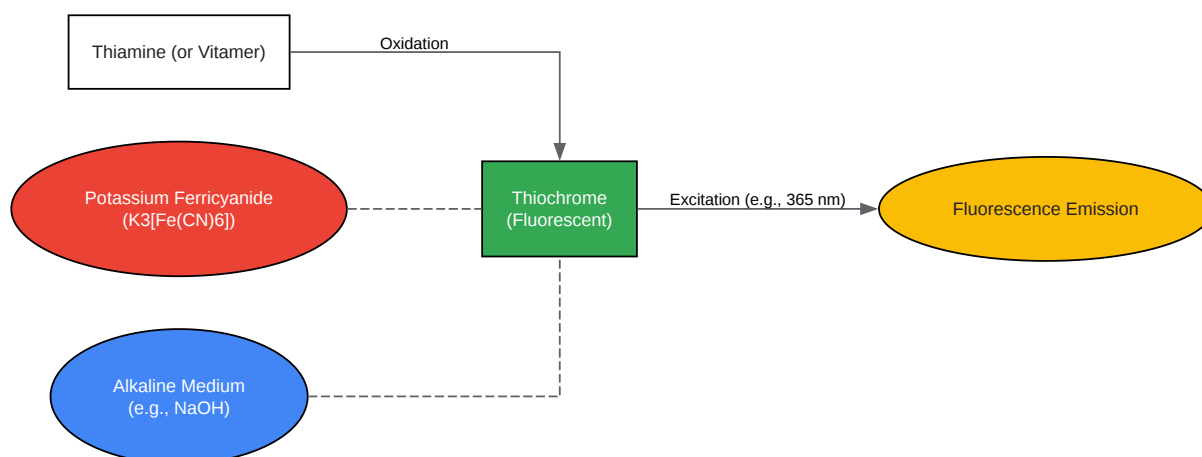 Thiamine (or Vitamer)
Oxidation
Potassium Ferricyanide
(K3[Fe(CN)6])
Thiochrome
(Fluorescent)
Excitation (e.g., 365 nm)
Fluorescence Emission
Alkaline Medium
(e.g., NaOH)